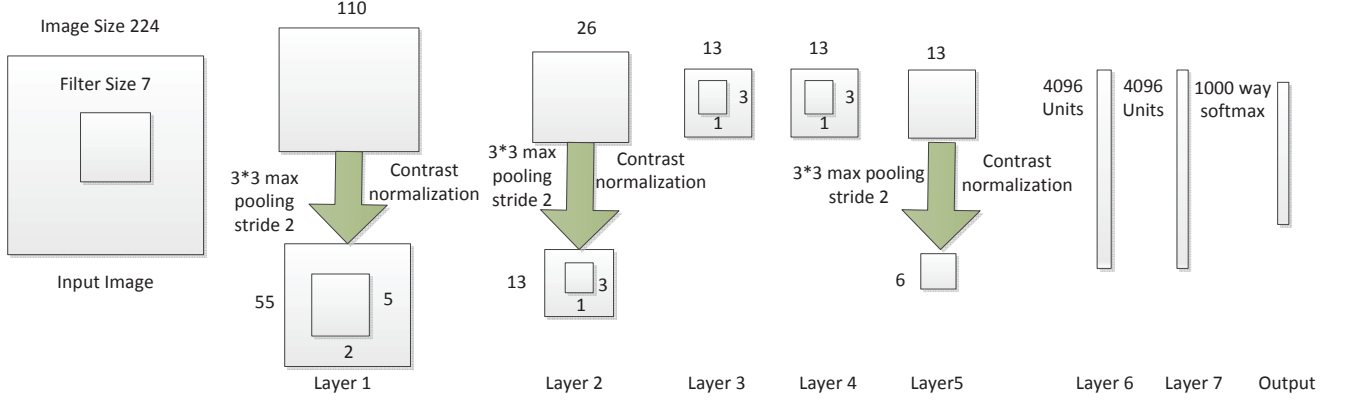 Image Size 224
Filter Size 7
Input Image
110
3*3 max
pooling
stride 2
Contrast
normalization
55
5
2
Layer 1
26
3*3 max
pooling
stride 2
Contrast
normalization
13
3
1
Layer 2
13
3
1
Layer 3
13
3
1
Layer 4
13
3*3 max pooling
stride 2
Contrast
normalization
6
Layer5
4096
Units
Layer 6
4096
Units
Layer 7
1000 way
softmax
Output